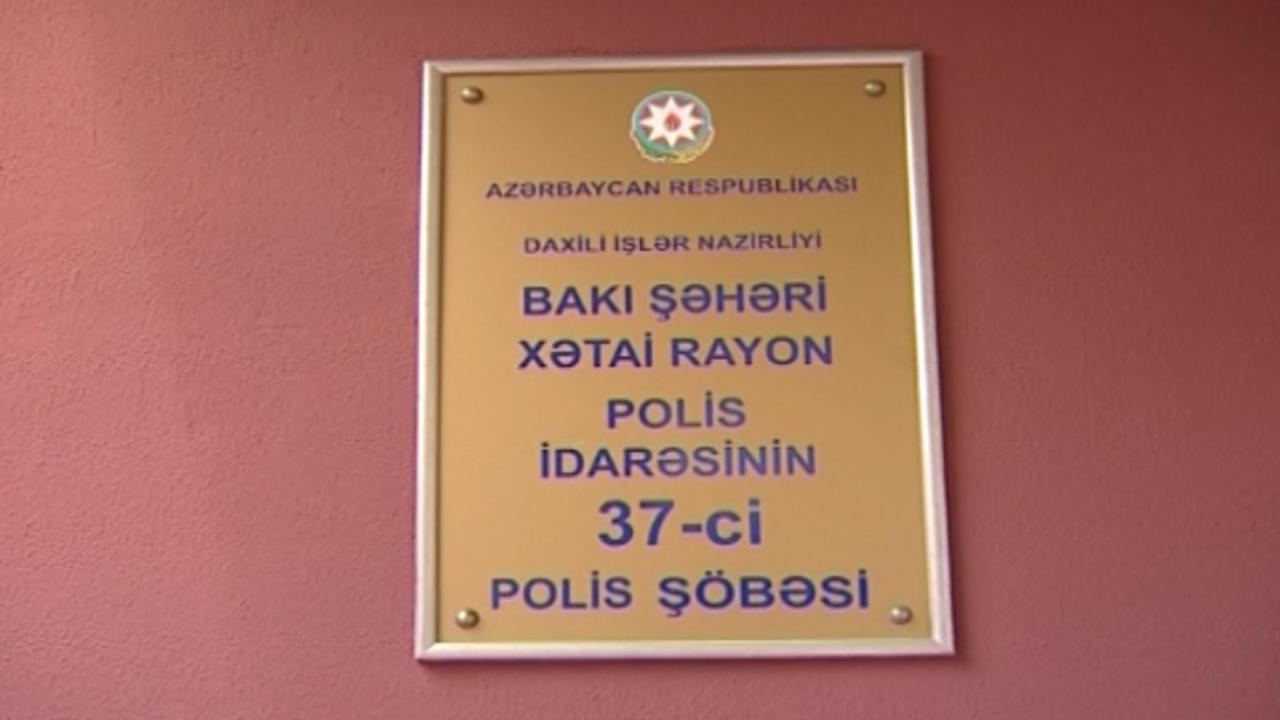 AZƏRBAYCAN RESPUBLİKASI
DAXİLİ İŞLƏR NAZİRLİYİ
BAKI ŞƏHƏRİ
XƏTAİ RAYON
POLİS
İDARƏSİNİN
37-ci
POLİS ŞÖBƏSİ